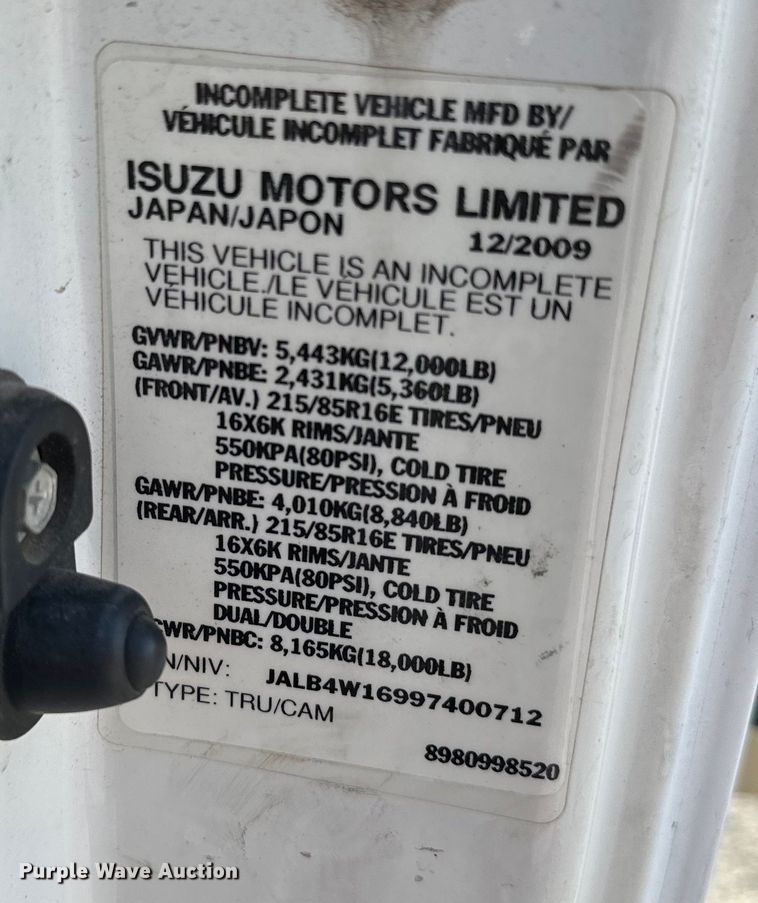 INCOMPLETE VEHICLE MFD BY/
VÉHICULE INCOMPLET FABRIQUÉ PAR
ISUZU MOTORS LIMITED
JAPAN/JAPON 12/2009
THIS VEHICLE IS AN INCOMPLETE
VEHICLE./LE VÉHICULE EST UN
VÉHICULE INCOMPLET.
GVWR/PNBV: 5,443KG(12,000LB)
GAWR/PNBE: 2,431KG(5,360LB)
(FRONT/AV.) 215/85R16E TIRES/PNEU
16X6K RIMS/JANTE
550KPA(80PSI), COLD TIRE
PRESSURE/PRESSION À FROID
GAWR/PNBE: 4,010KG(8,840LB)
(REAR/ARR.) 215/85R16E TIRES/PNEU
16X6K RIMS/JANTE
550KPA(80PSI), COLD TIRE
PRESSURE/PRESSION À FROID
DUAL/DOUBLE
CWR/PNBC: 8,165KG(18,000LB)
N/NIV: JALB4W16997400712
TYPE: TRU/CAM
8980998520
Purple Wave Auction